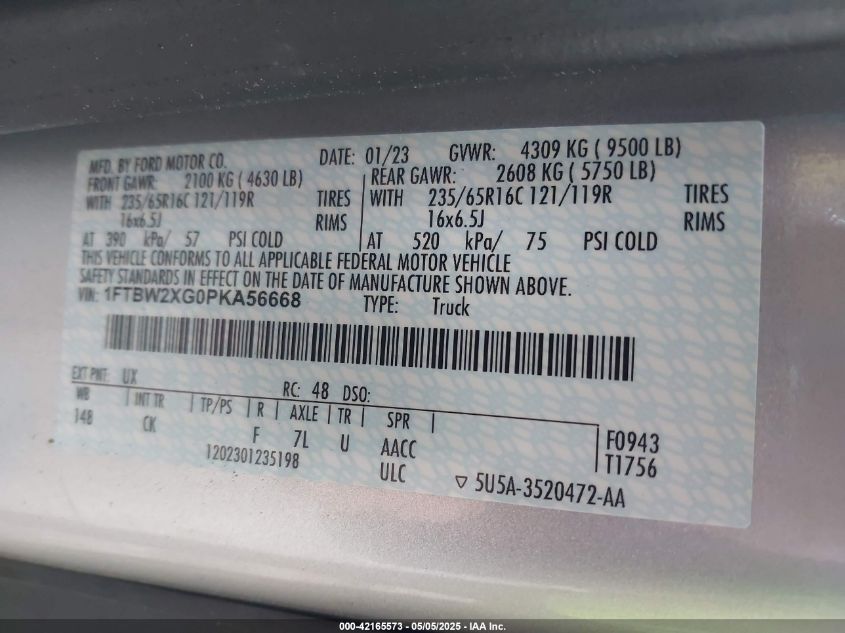 MFD. BY FORD MOTOR CO. DATE: 01/23 GVWR: 4309 KG ( 9500 LB)
FRONT GAWR: 2100 KG ( 4630 LB) REAR GAWR: 2608 KG ( 5750 LB)
WITH 235/65R16C 121/119R TIRES WITH 235/65R16C 121/119R TIRES
16x6.5J RIMS 16x6.5J RIMS
AT 390 kPa/ 57 PSI COLD AT 520 kPa/ 75 PSI COLD
THIS VEHICLE CONFORMS TO ALL APPLICABLE FEDERAL MOTOR VEHICLE
SAFETY STANDARDS IN EFFECT ON THE DATE OF MANUFACTURE SHOWN ABOVE.
VIN: 1FTBW2XG0PKA56668 TYPE: Truck
EXT PNT: UX RC: 48 DSO:
WB INT TR TP/PS R AXLE TR SPR
148 CK F 7L U AACC F0943
1202301235198 ULC T1756
5U5A-3520472-AA
000-42165573 - 05/05/2025 - IAA Inc.